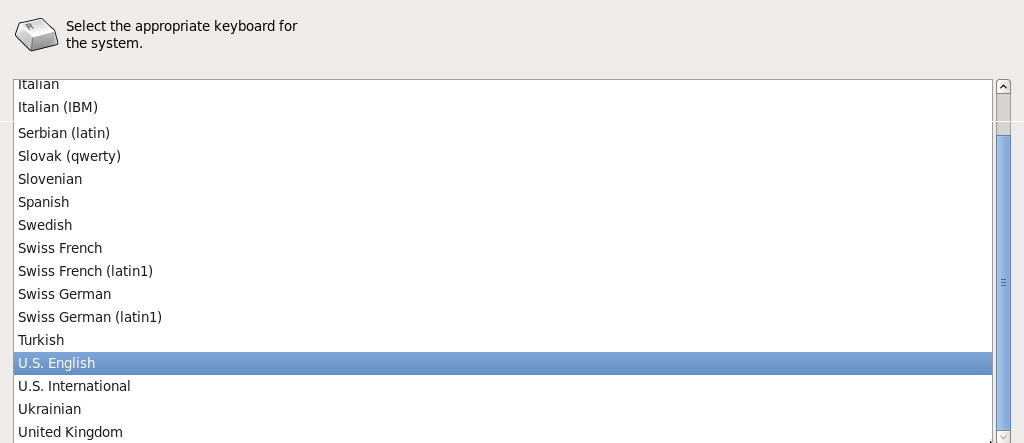 Select the appropriate keyboard for
the system.
Italian
Italian (IBM)
Serbian (latin)
Slovak (qwerty)
Slovenian
Spanish
Swedish
Swiss French
Swiss French (latin1)
Swiss German
Swiss German (latin1)
Turkish
U.S. English
U.S. International
Ukrainian
United Kingdom